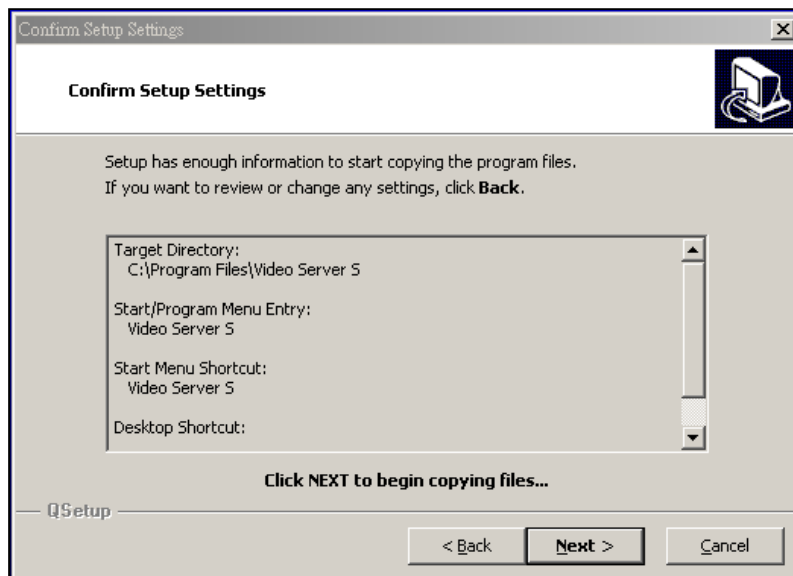 Confirm Setup Settings
Confirm Setup Settings
Setup has enough information to start copying the program files.
If you want to review or change any settings, click Back.
Target Directory:
C:\Program Files\Video Server S
Start/Program Menu Entry:
Video Server S
Start Menu Shortcut:
Video Server S
Desktop Shortcut:
Click NEXT to begin copying files...
QSetup
< Back
Next >
Cancel